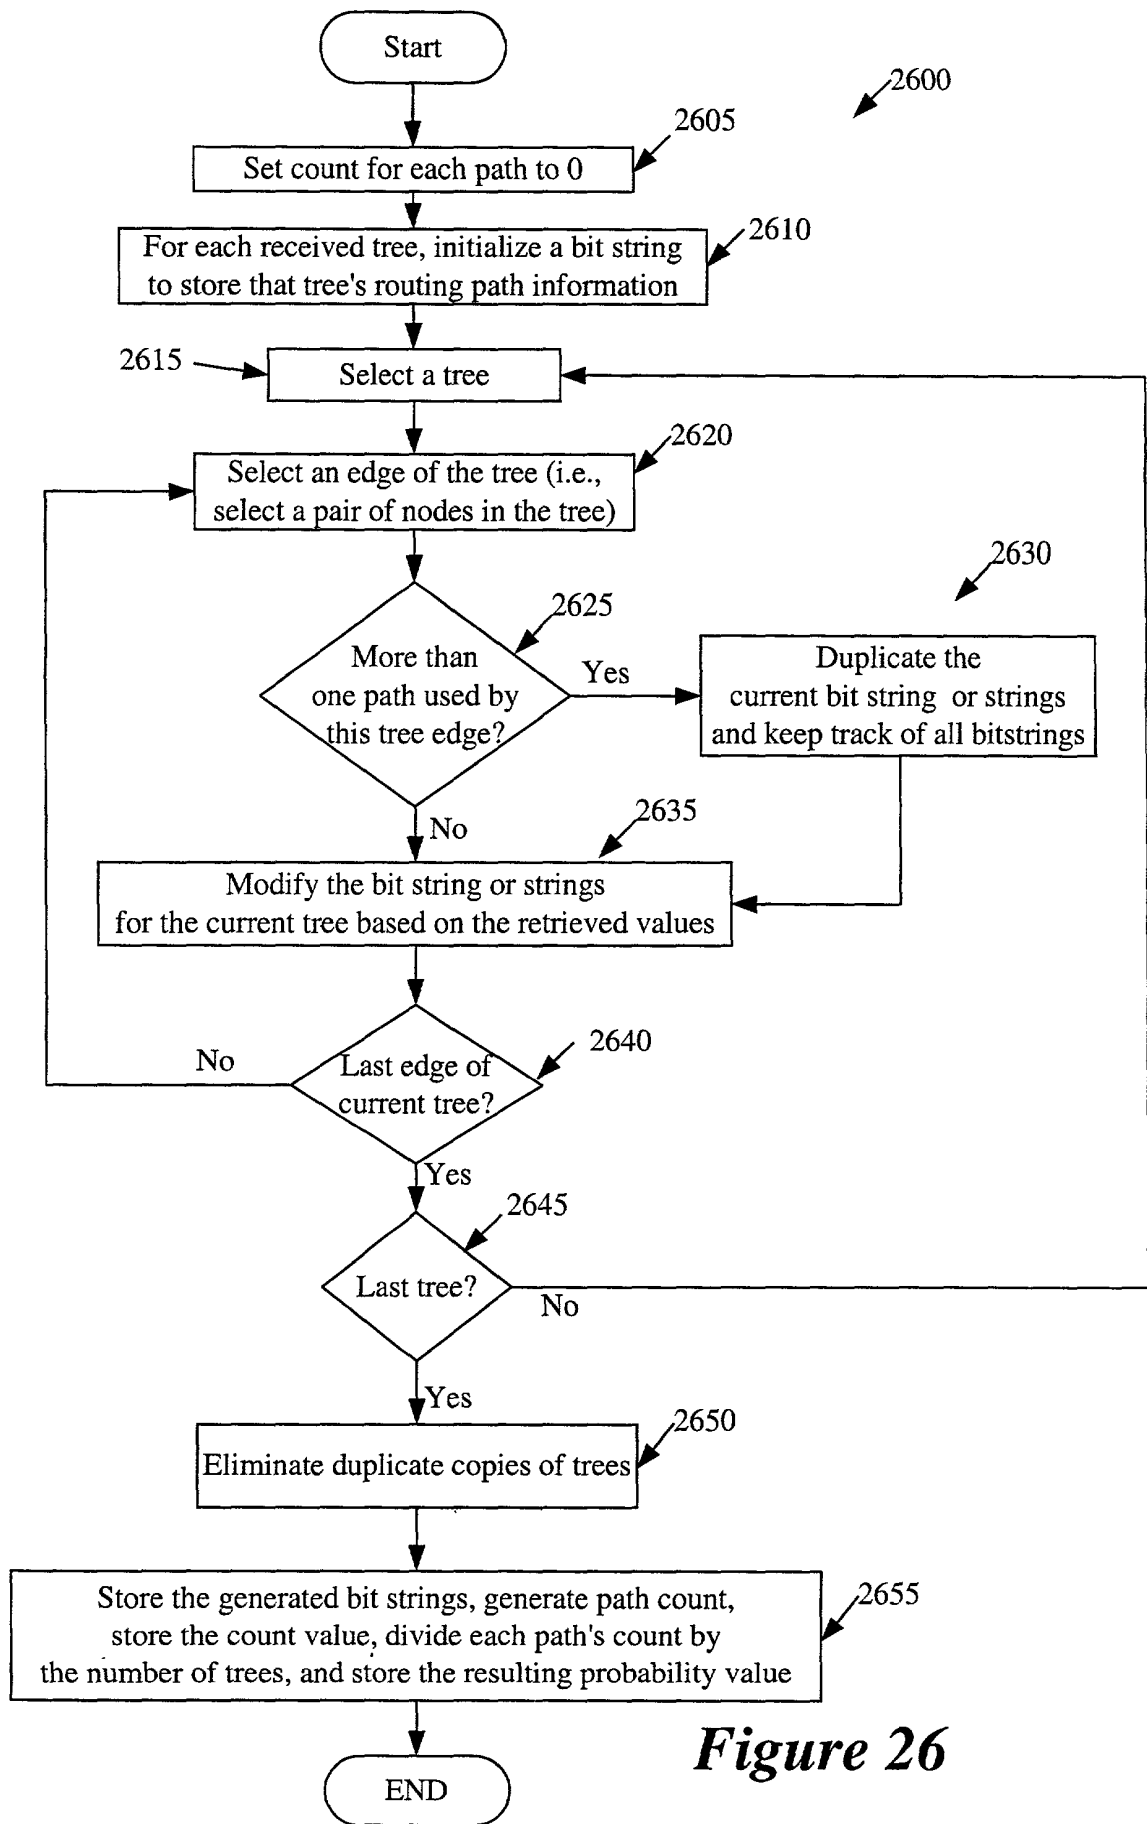 Start
2600
2605
Set count for each path to 0
2610
For each received tree, initialize a bit string
to store that tree's routing path information
2615
Select a tree
2620
Select an edge of the tree (i.e.,
select a pair of nodes in the tree)
2625
More than
one path used by
this tree edge?
Yes
2630
Duplicate the
current bit string or strings
and keep track of all bitstrings
No
2635
Modify the bit string or strings
for the current tree based on the retrieved values
2640
Last edge of
current tree?
No
Yes
2645
Last tree?
No
Yes
2650
Eliminate duplicate copies of trees
2655
Store the generated bit strings, generate path count,
store the count value, divide each path's count by
the number of trees, and store the resulting probability value
END
Figure 26